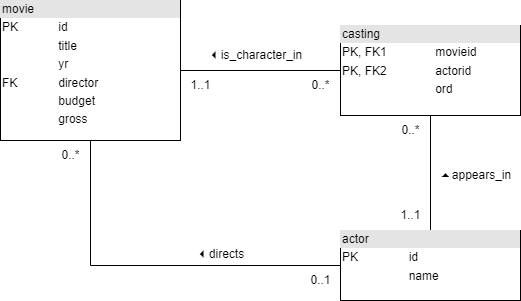 movie
PK id
title
yr
FK director
budget
gross
is_character_in
1..1
0..*
casting
PK, FK1 movieid
PK, FK2 actorid
ord
0..*
appears_in
1..1
0..*
directs
0..1
actor
PK id
name